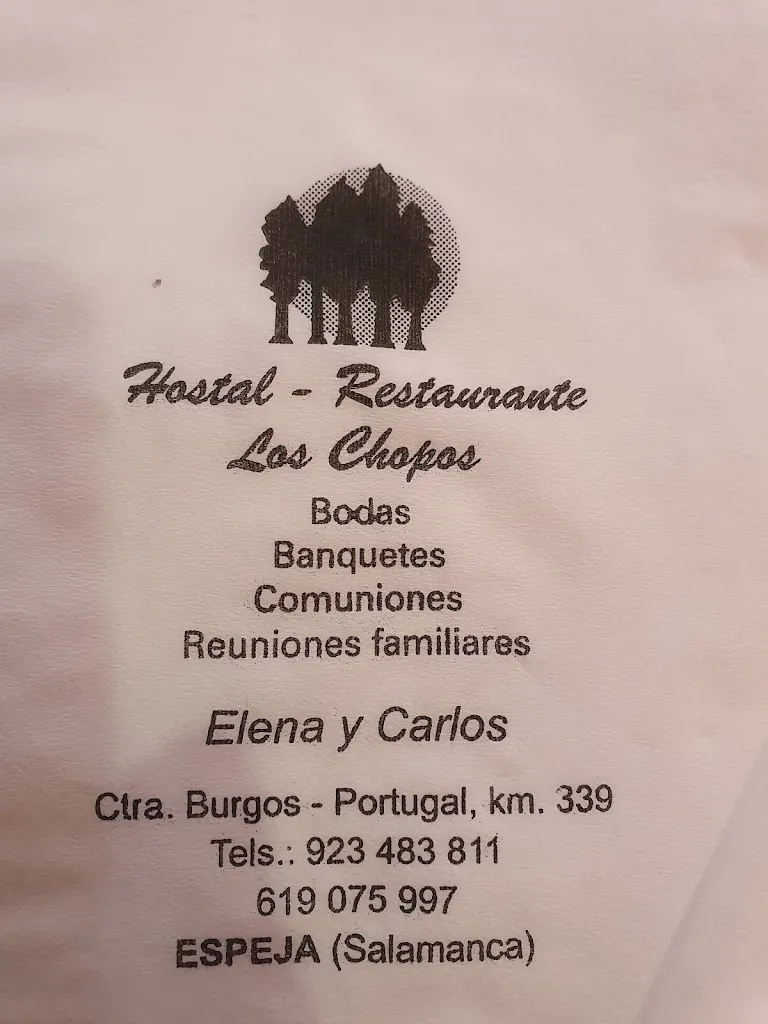 Hostal - Restaurante
Los Chopos
Bodas
Banquetes
Comuniones
Reuniones familiares
Elena y Carlos
Ctra. Burgos - Portugal, km. 339
Tels.: 923 483 811
619 075 997
ESPEJA (Salamanca)